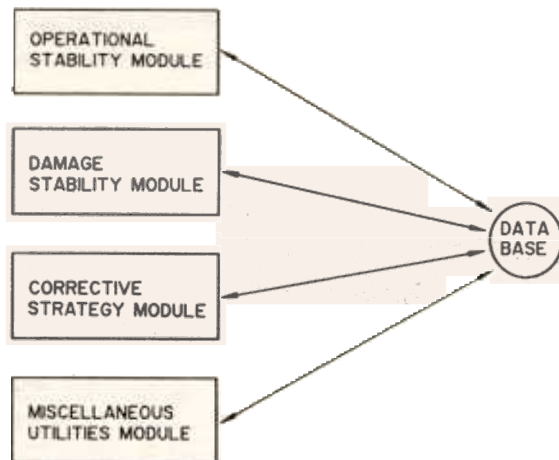 OPERATIONAL
STABILITY MODULE
DAMAGE
STABILITY MODULE
DATA
BASE
CORRECTIVE
STRATEGY MODULE
MISCELLANEOUS
UTILITIES MODULE